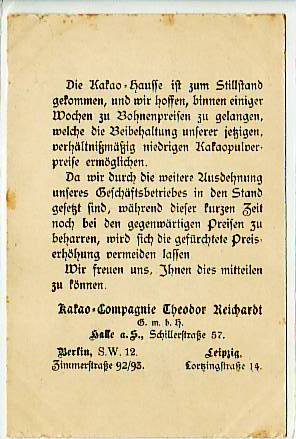 Die Kakao-Hausse ist zum Stillstand
gekommen, und wir hoffen, binnen einiger
Wochen zu Bohnenpreisen zu gelangen,
welche die Beibehaltung unserer jetzigen,
verhältnißmäßig niedrigen Kakaopulver-
preise ermöglichen.
Da wir durch die weitere Ausdehnung
unseres Geschäftsbetriebes in den Stand
gesetzt sind, während dieser kurzen Zeit
noch bei den gegenwärtigen Preisen zu
beharren, wird sich die gefürchtete Preis-
erhöhung vermeiden lassen
Wir freuen uns, Ihnen dies mitteilen
zu können.
Kakao-Compagnie Theodor Reichardt
G. m. b. H.
Halle a. S., Schillerstraße 57.
Berlin, S.W. 12. Leipzig.
Zimmerstraße 92/93. Lortzingstraße 14.